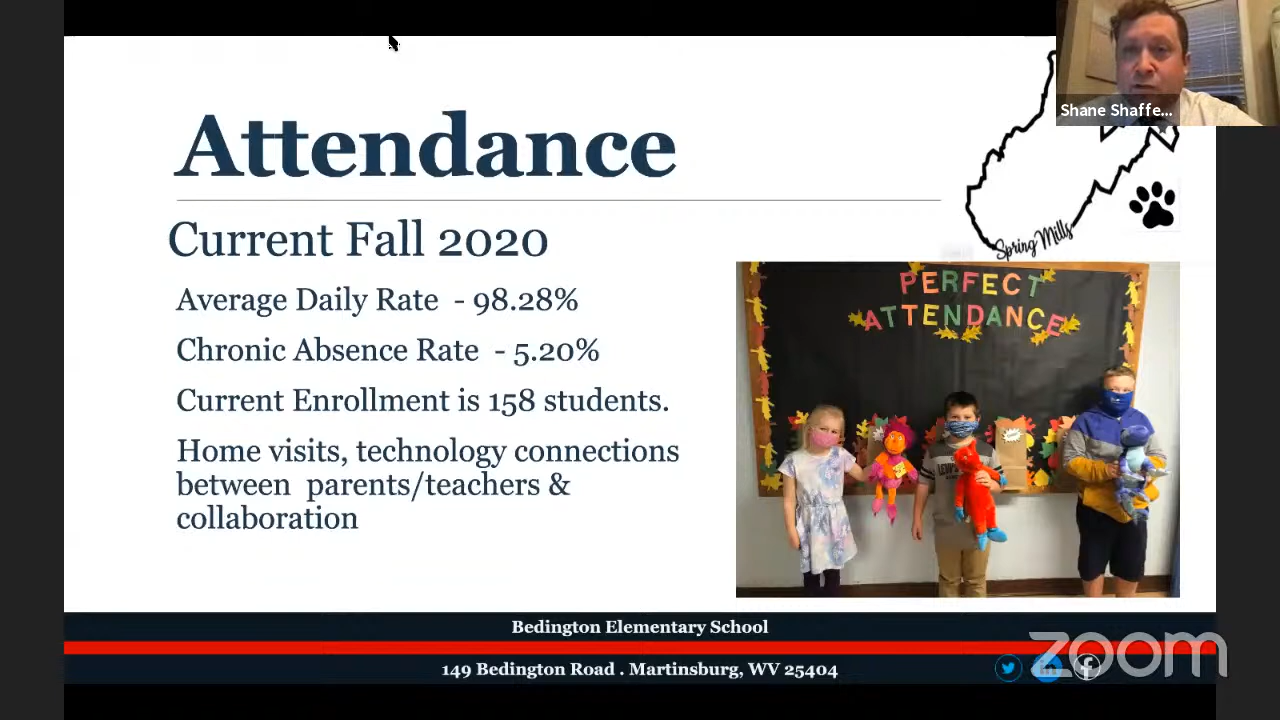 Shane Shaffe...
Attendance
Current Fall 2020
Average Daily Rate - 98.28%
Chronic Absence Rate - 5.20%
Current Enrollment is 158 students.
Home visits, technology connections
between parents/teachers &
collaboration
Spring Mills
PERFECT
ATTENDANCE
Bedington Elementary School
149 Bedington Road . Martinsburg, WV 25404
zoom